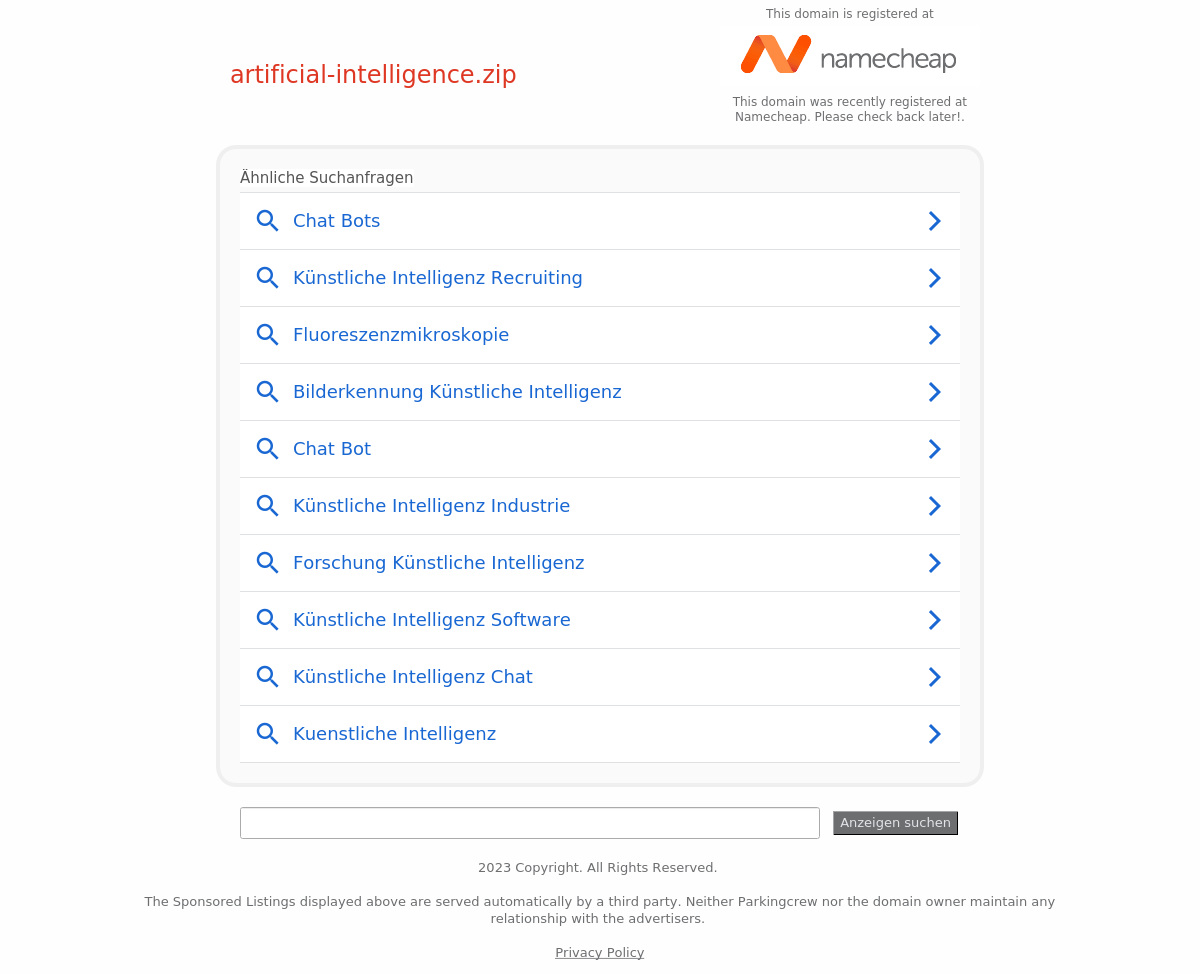 This domain is registered at
namecheap
artificial-intelligence.zip
This domain was recently registered at
Namecheap. Please check back later!.
Ähnliche Suchanfragen
Chat Bots
Künstliche Intelligenz Recruiting
Fluoreszenzmikroskopie
Bilderkennung Künstliche Intelligenz
Chat Bot
Künstliche Intelligenz Industrie
Forschung Künstliche Intelligenz
Künstliche Intelligenz Software
Künstliche Intelligenz Chat
Kuenstliche Intelligenz
Anzeigen suchen
2023 Copyright. All Rights Reserved.
The Sponsored Listings displayed above are served automatically by a third party. Neither Parkingcrew nor the domain owner maintain any
relationship with the advertisers.
Privacy Policy